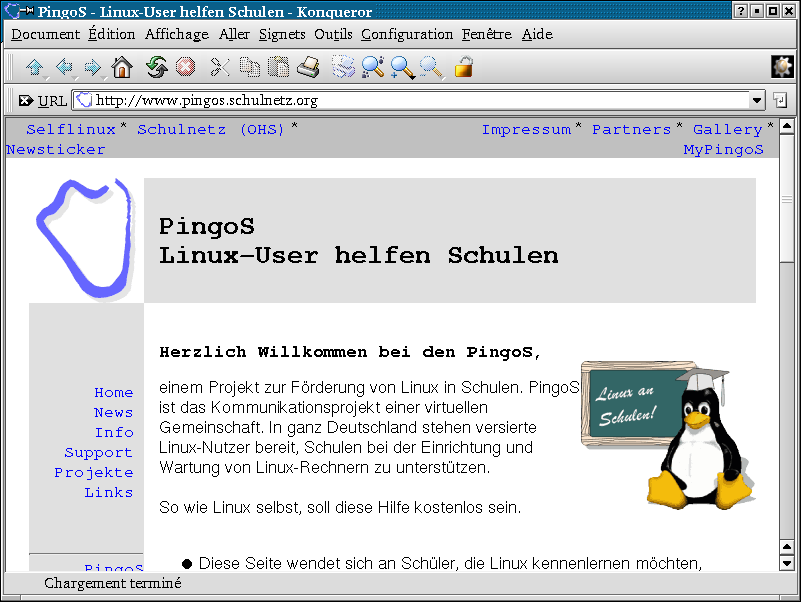 PingoS - Linux-User helfen Schulen - Konqueror
Document Édition Affichage Aller Signets Outils Configuration Fenêtre Aide
URL http://www.pingos.schulnetz.org
Selflinux* Schulnetz (OHS)* Impressum* Partners* Gallery*
Newsticker MyPingoS
PingoS
Linux-User helfen Schulen
Herzlich Willkommen bei den PingoS,
einem Projekt zur Förderung von Linux in Schulen. PingoS
ist das Kommunikationsprojekt einer virtuellen
Gemeinschaft. In ganz Deutschland stehen versierte
Linux-Nutzer bereit, Schulen bei der Einrichtung und
Wartung von Linux-Rechnern zu unterstützen.
Linux an
Schulen!
Home
News
Info
Support
Projekte
Links
So wie Linux selbst, soll diese Hilfe kostenlos sein.
● Diese Seite wendet sich an Schüler, die Linux kennenlernen möchten,
PingoS
Chargement terminé